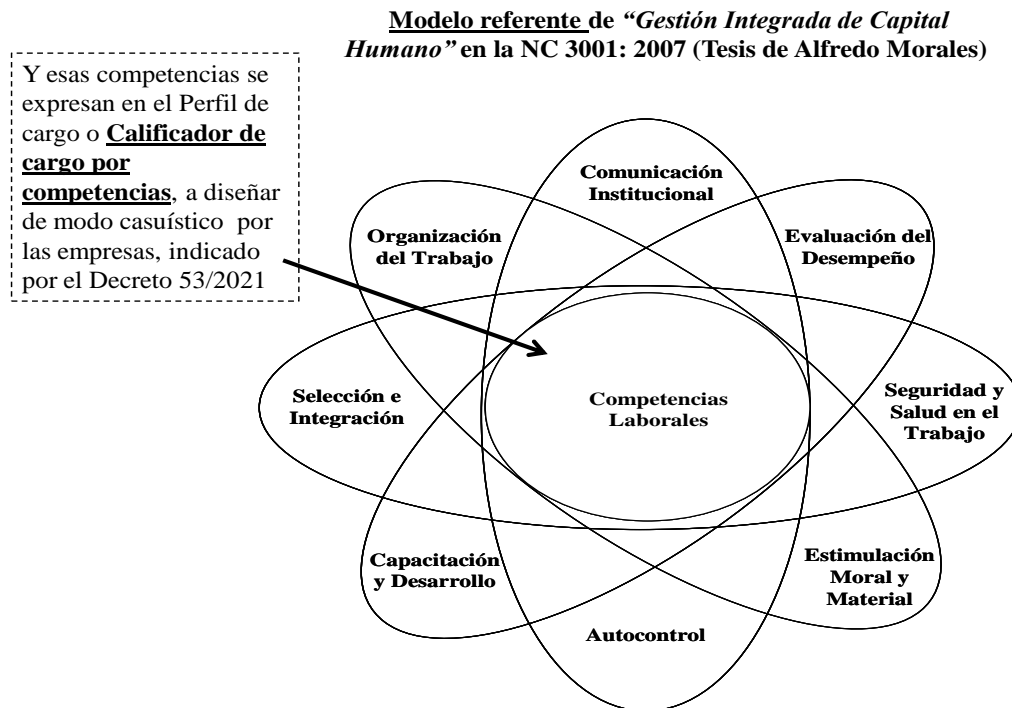 Modelo referente de “Gestión Integrada de Capital
Humano” en la NC 3001: 2007 (Tesis de Alfredo Morales)
Y esas competencias se
expresan en el Perfil de
cargo o Calificador de
cargo por
competencias, a diseñar
de modo casuístico por
las empresas, indicado
por el Decreto 53/2021
Comunicación
Institucional
Organización
del Trabajo
Evaluación del
Desempeño
Selección e
Integración
Competencias
Laborales
Seguridad y
Salud en el
Trabajo
Capacitación
y Desarrollo
Estimulación
Moral y
Material
Autocontrol